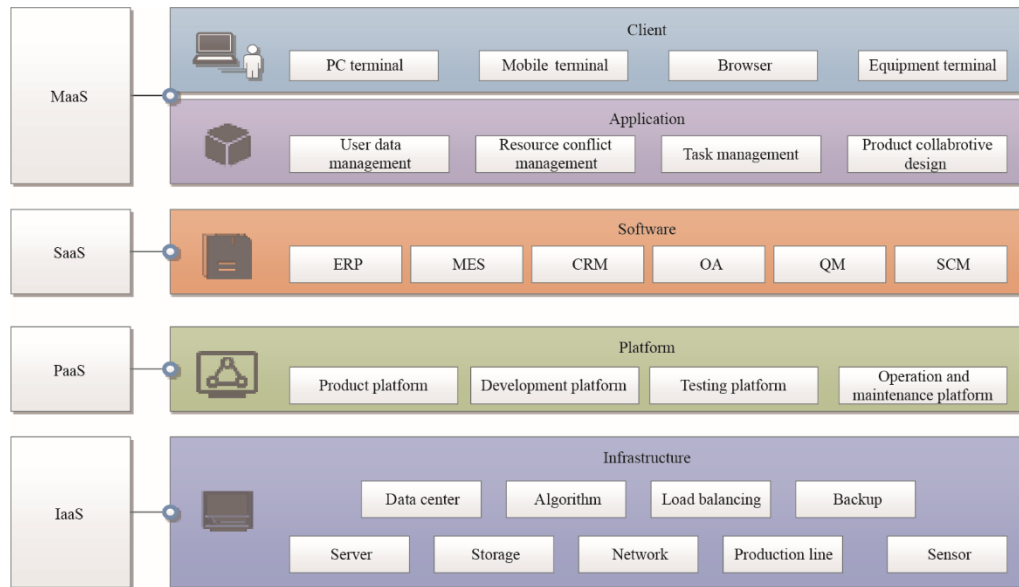 Client
PC terminal
Mobile terminal
Browser
Equipment terminal
MaaS
Application
User data
management
Resource conflict
management
Task management
Product collabrotive
design
SaaS
Software
ERP
MES
CRM
OA
QM
SCM
PaaS
Platform
Product platform
Development platform
Testing platform
Operation and
maintenance platform
IaaS
Infrastructure
Data center
Algorithm
Load balancing
Backup
Server
Storage
Network
Production line
Sensor